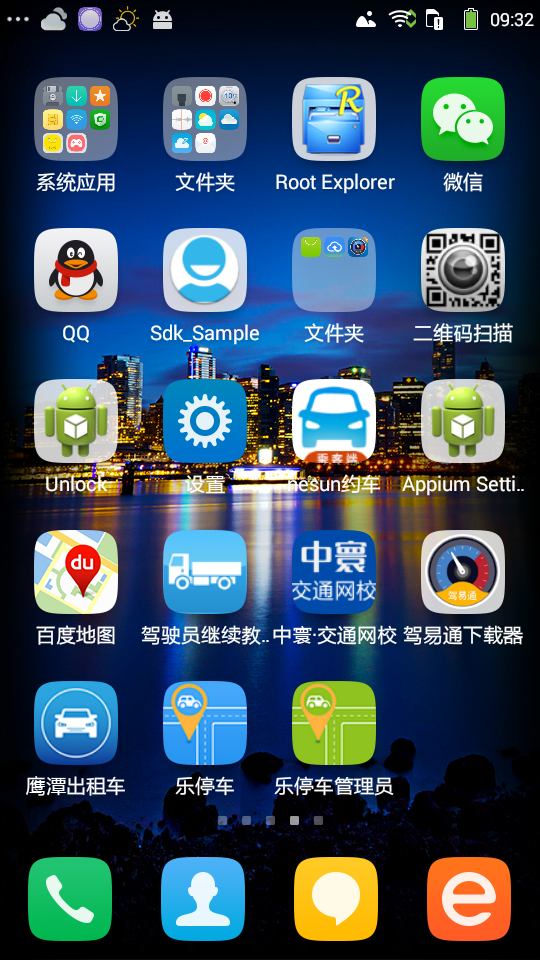 09:32
系统应用
文件夹
Root Explorer
微信
R
QQ
Sdk_Sample
文件夹
二维码扫描
Unlock
设置
乘客端
hesun约车
Appium Setti..
du
中寰
交通网校
驾易通
百度地图
驾驶员继续教..
中寰·交通网校
驾易通下载器
鹰潭出租车
乐停车
乐停车管理员